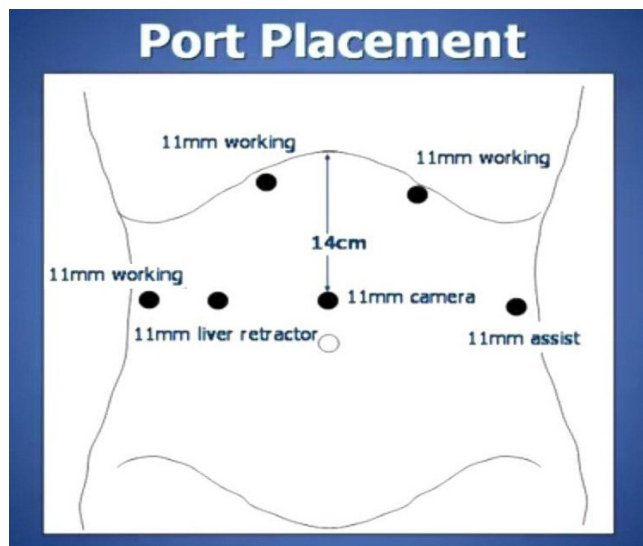 Port Placement
11mm working
11mm working
14cm
11mm working
11mm camera
11mm liver retractor
11mm assist